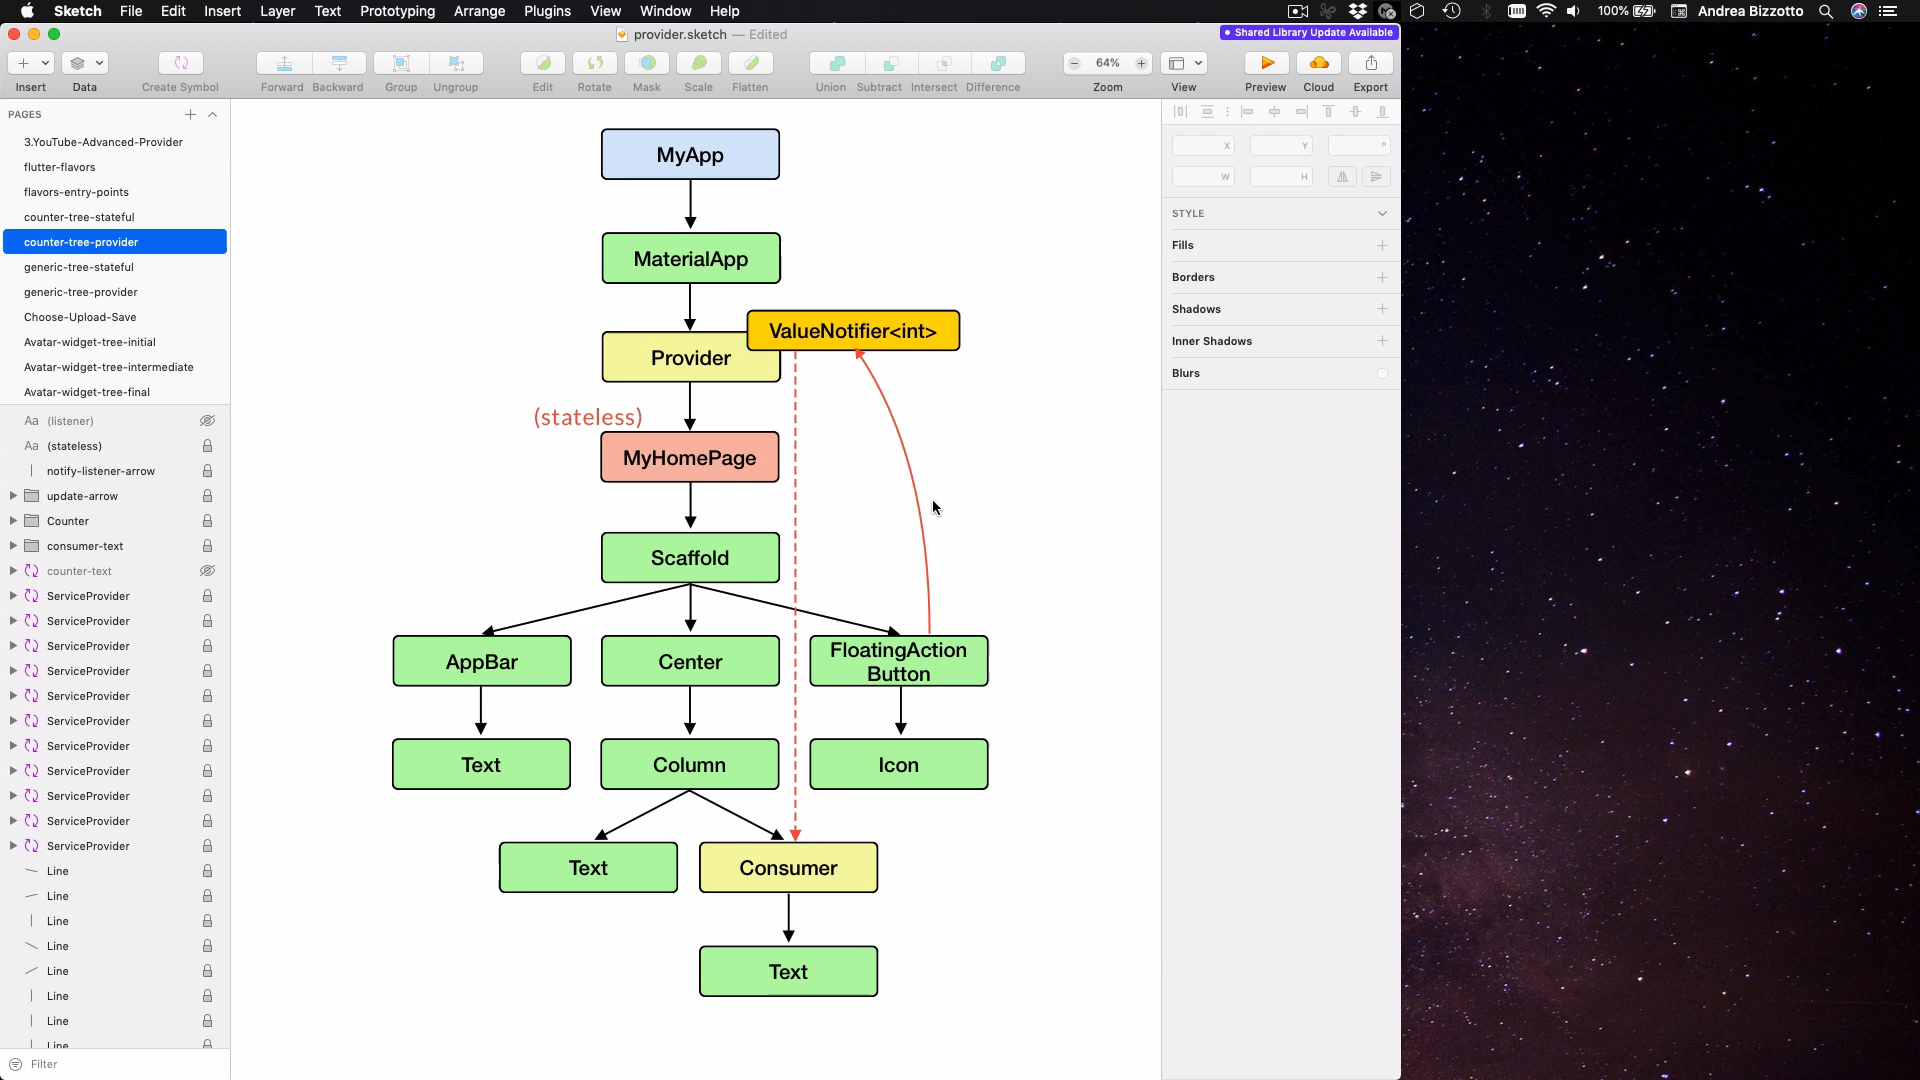 Sketch File Edit Insert Layer Text Prototyping Arrange Plugins View Window Help
100% Andrea Bizzotto
provider.sketch — Edited
Shared Library Update Available
64%
Insert Data Create Symbol Forward Backward Group Ungroup Edit Rotate Mask Scale Flatten Union Subtract Intersect Difference Zoom View Preview Cloud Export
PAGES
3.YouTube-Advanced-Provider
flutter-flavors
flavors-entry-points
counter-tree-stateful
counter-tree-provider
generic-tree-stateful
generic-tree-provider
Choose-Upload-Save
Avatar-widget-tree-initial
Avatar-widget-tree-intermediate
Avatar-widget-tree-final
Aa (listener)
Aa (stateless)
notify-listener-arrow
update-arrow
Counter
consumer-text
counter-text
ServiceProvider
ServiceProvider
ServiceProvider
ServiceProvider
ServiceProvider
ServiceProvider
ServiceProvider
ServiceProvider
ServiceProvider
ServiceProvider
ServiceProvider
Line
Line
Line
Line
Line
Line
Line
Line
Filter
MyApp
MaterialApp
ValueNotifier<int>
Provider
(stateless)
MyHomePage
Scaffold
AppBar
Center
FloatingAction
Button
Text
Column
Icon
Text
Consumer
Text
X Y °
W H
STYLE
Fills
Borders
Shadows
Inner Shadows
Blurs